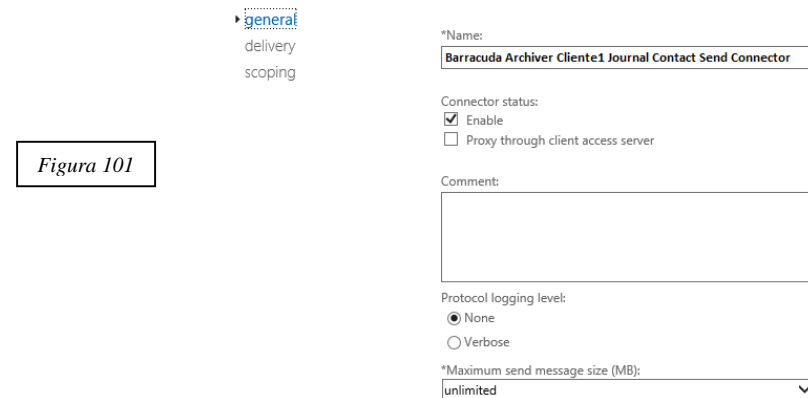 general
delivery
scoping
Figura 101
*Name:
Barracuda Archiver Cliente1 Journal Contact Send Connector
Connector status:
Enable
Proxy through client access server
Comment:
Protocol logging level:
None
Verbose
*Maximum send message size (MB):
unlimited